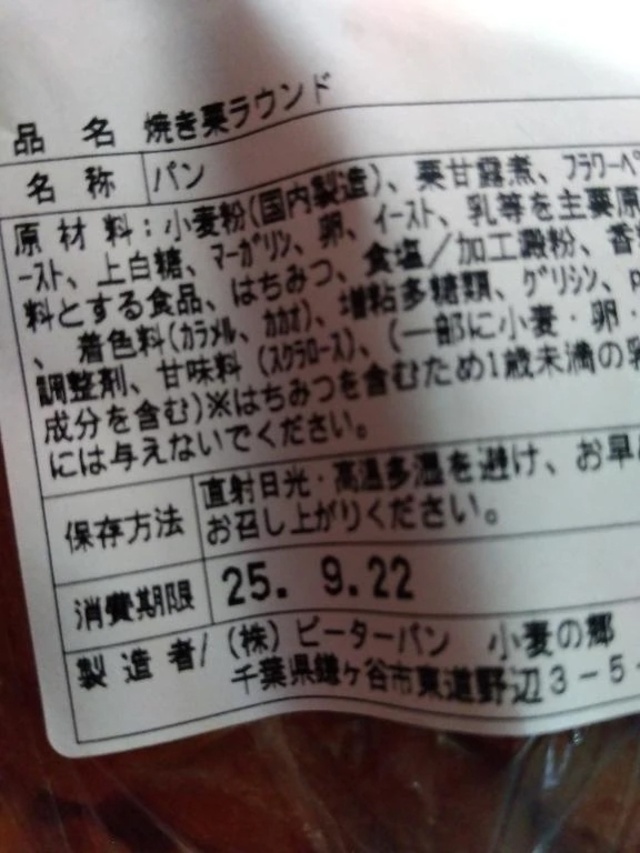 品名 焼き栗ラウンド
名称 パン
原材料：小麦粉(国内製造)、栗甘露煮、フラワーペ
ースト、上白糖、マーガリン、卵、イースト、乳等を主要原
料とする食品、はちみつ、食塩/加工澱粉、香
、着色料(カラメル、カカオ)、増粘多糖類、グリシン、
調整剤、甘味料(スクラロース)、(一部に小麦・卵・
成分を含む)※はちみつを含むため1歳未満の乳
には与えないでください。
保存方法 直射日光・高温多湿を避け、お早
お召し上がりください。
消費期限 25. 9.22
製造者/ (株)ピーターパン 小麦の郷
千葉県鎌ヶ谷市東道野辺3-5-